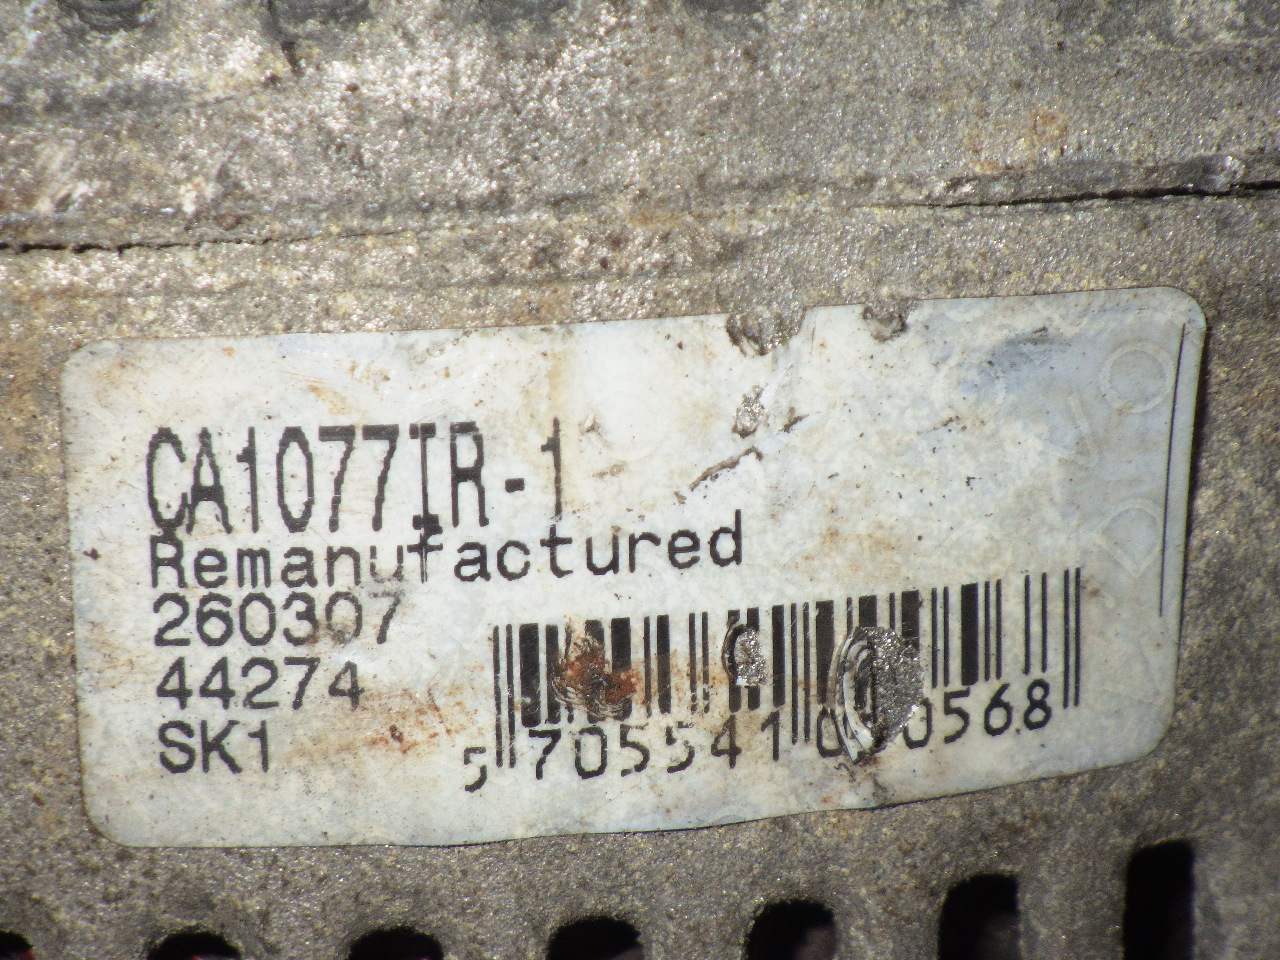 CA1077IR-1
Remanufactured
260307
44274
SK1